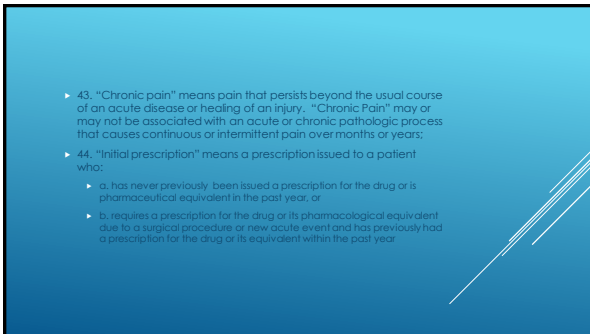 43. “Chronic pain” means pain that persists beyond the usual course
of an acute disease or healing of an injury. “Chronic Pain” may or
may not be associated with an acute or chronic pathologic process
that causes continuous or intermittent pain over months or years;
44. “Initial prescription” means a prescription issued to a patient
who:
a. has never previously been issued a prescription for the drug or is
pharmaceutical equivalent in the past year, or
b. requires a prescription for the drug or its pharmacological equivalent
due to a surgical procedure or new acute event and has previously had
a prescription for the drug or its equivalent within the past year